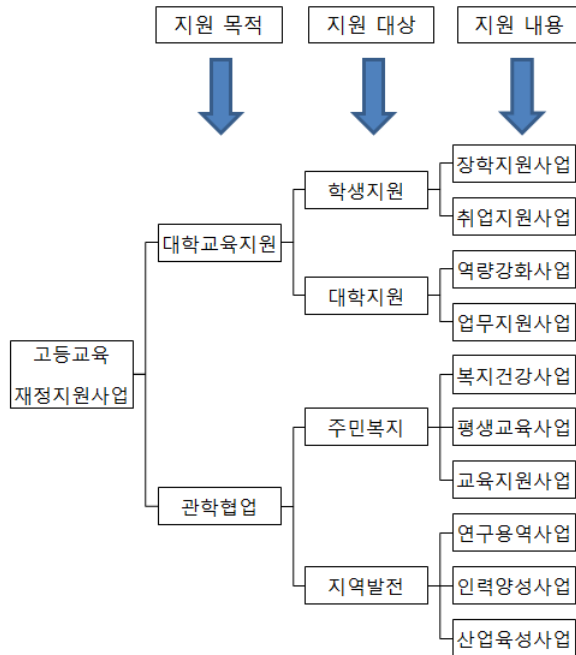 지원 목적
지원 대상
지원 내용
장학지원사업
학생지원
취업지원사업
대학교육지원
역량강화사업
대학지원
업무지원사업
고등교육
재정지원사업
복지건강사업
주민복지
평생교육사업
교육지원사업
관학협업
연구용역사업
지역발전
인력양성사업
산업육성사업